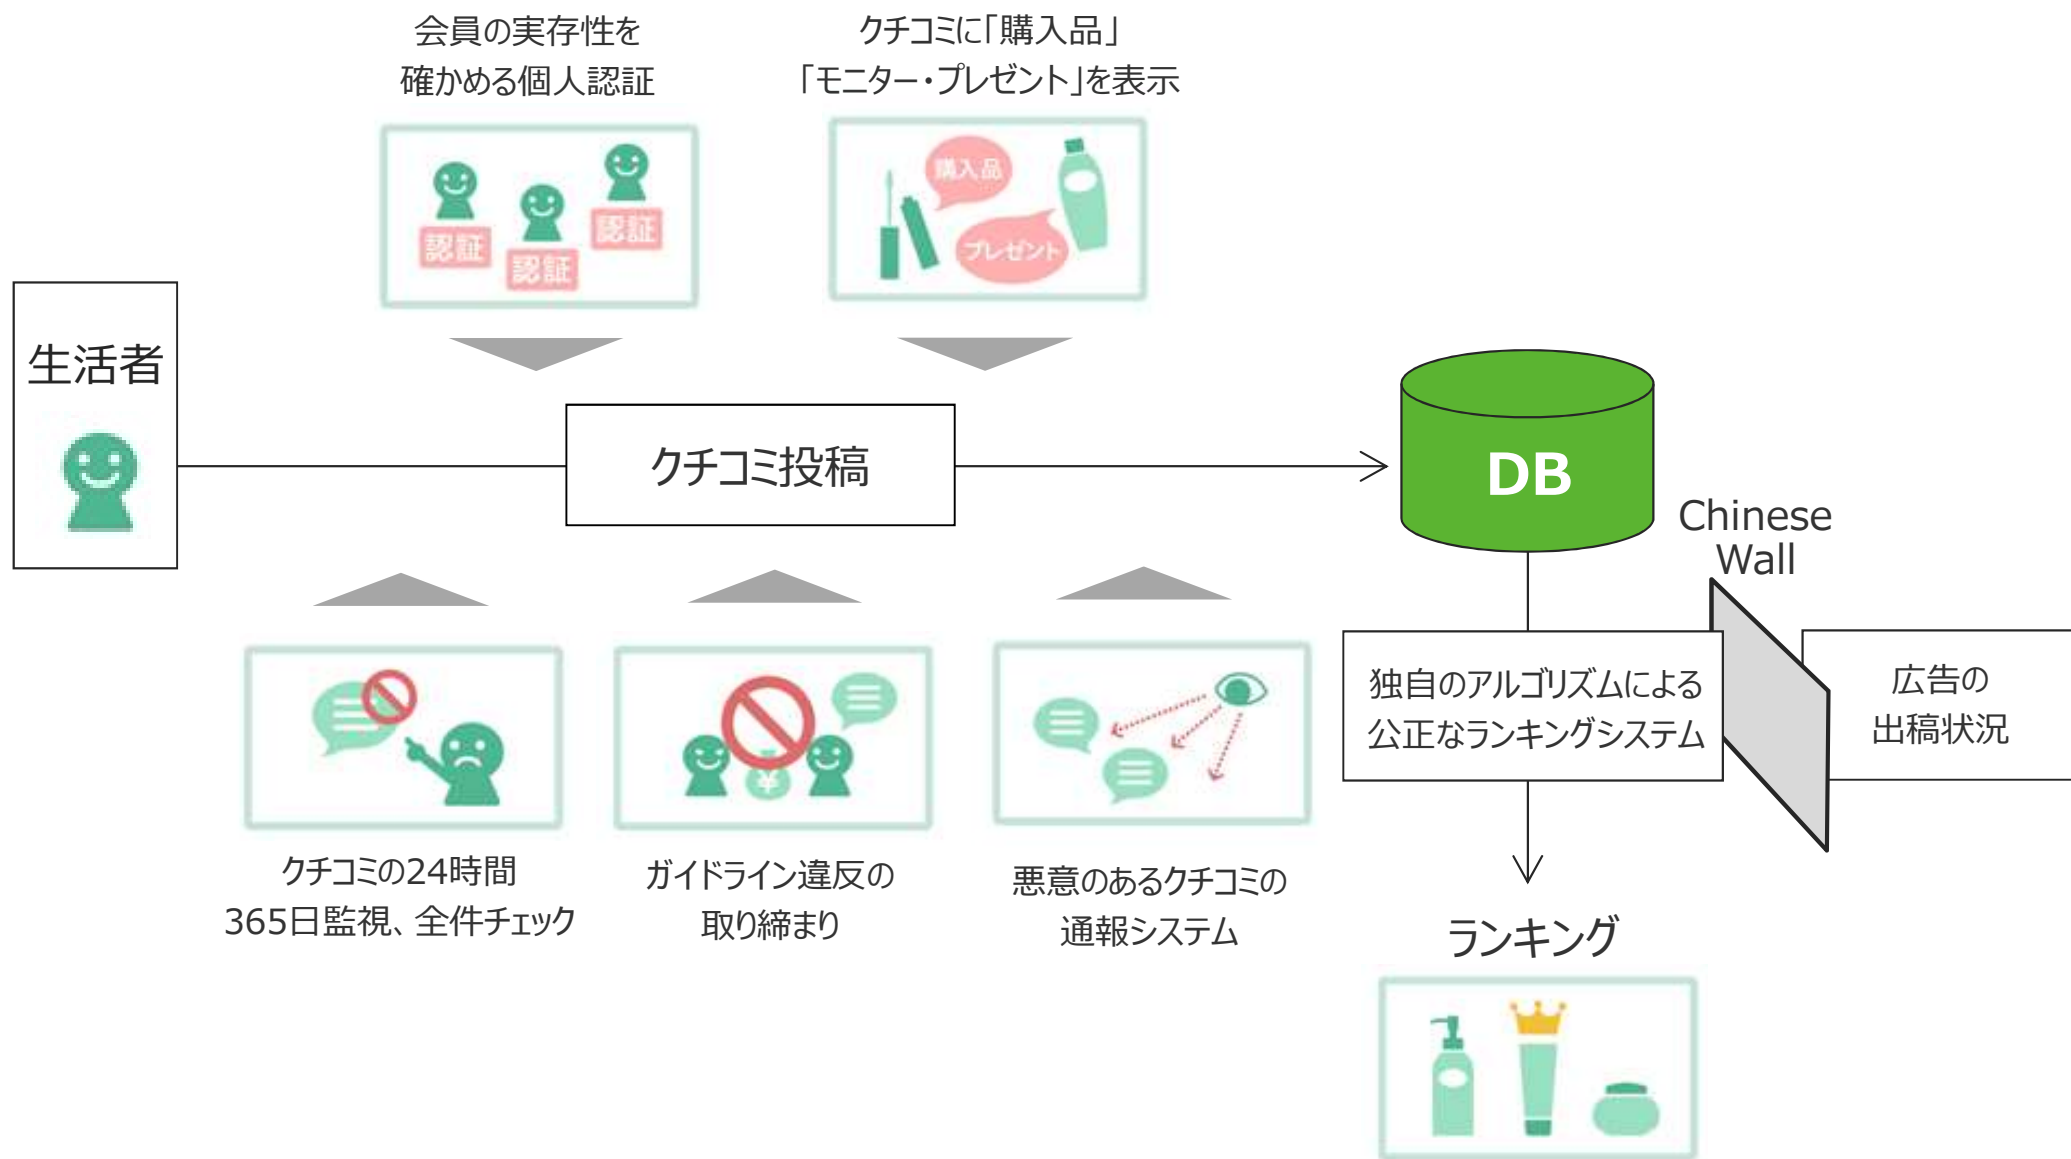 会員の実存性を
確かめる個人認証
クチコミに「購入品」
「モニター・プレゼント」を表示
認証
認証
認証
購入品
プレゼント
生活者
クチコミ投稿
DB
Chinese
Wall
独自のアルゴリズムによる
公正なランキングシステム
広告の
出稿状況
¥
クチコミの24時間
365日監視、全件チェック
ガイドライン違反の
取り締まり
悪意のあるクチコミの
通報システム
ランキング